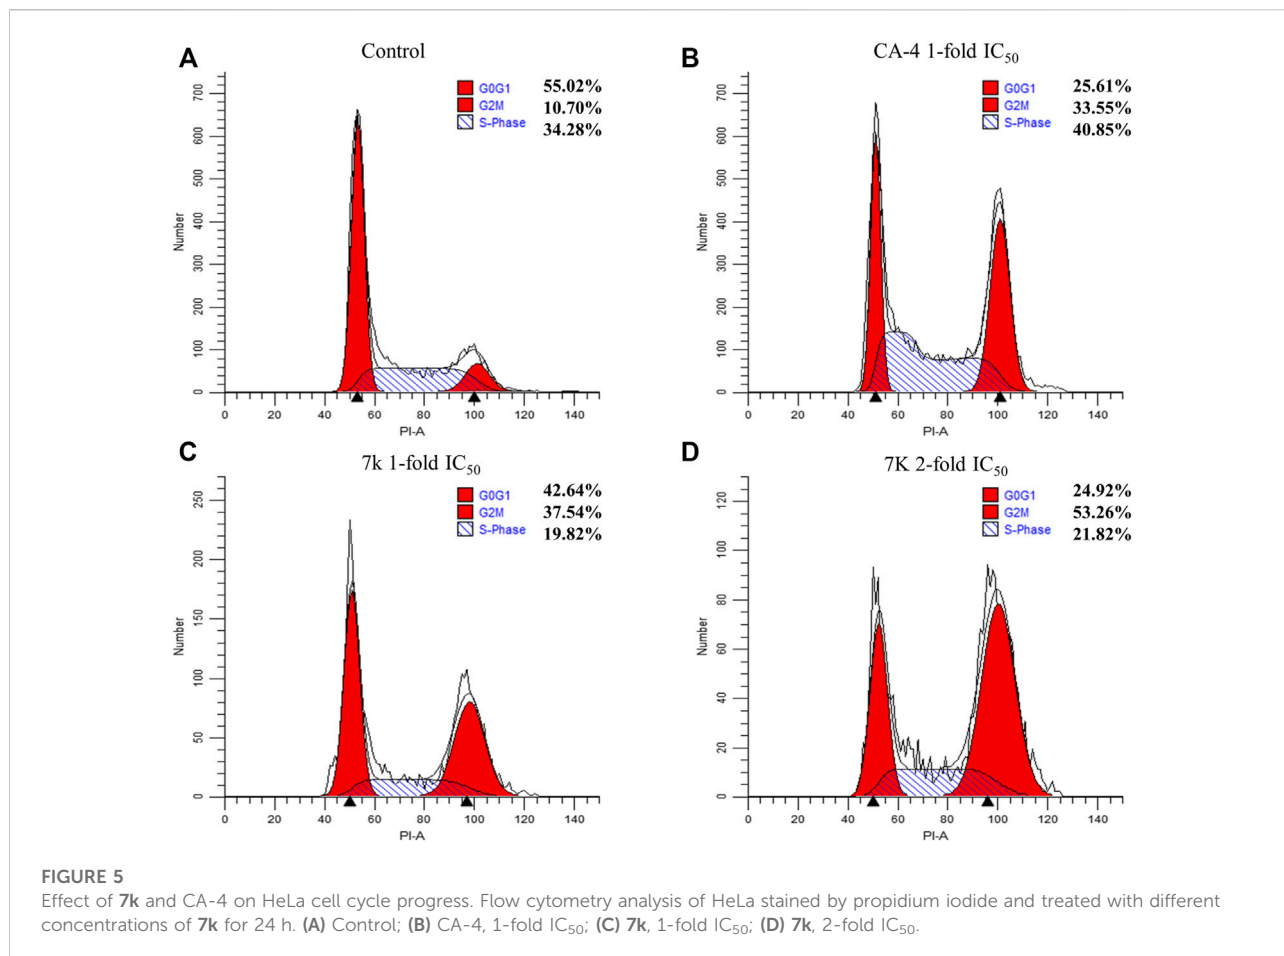 A
Control
G0G1 55.02%
G2M 10.70%
S-Phase 34.28%
Number
0 100 200 300 400 500 600 700
0 20 40 60 80 100 120 140
PI-A
B
CA-4 1-fold IC50
G0G1 25.61%
G2M 33.55%
S-Phase 40.85%
Number
0 100 200 300 400 500 600 700
0 20 40 60 80 100 120 140
PI-A
C
7k 1-fold IC50
G0G1 42.64%
G2M 37.54%
S-Phase 19.82%
Number
0 50 100 150 200 250
0 20 40 60 80 100 120 140
PI-A
D
7K 2-fold IC50
G0G1 24.92%
G2M 53.26%
S-Phase 21.82%
Number
0 20 40 60 80 100 120
0 20 40 60 80 100 120 140
PI-A
FIGURE 5
Effect of 7k and CA-4 on HeLa cell cycle progress. Flow cytometry analysis of HeLa stained by propidium iodide and treated with different
concentrations of 7k for 24 h. (A) Control; (B) CA-4, 1-fold IC50; (C) 7k, 1-fold IC50; (D) 7k, 2-fold IC50.